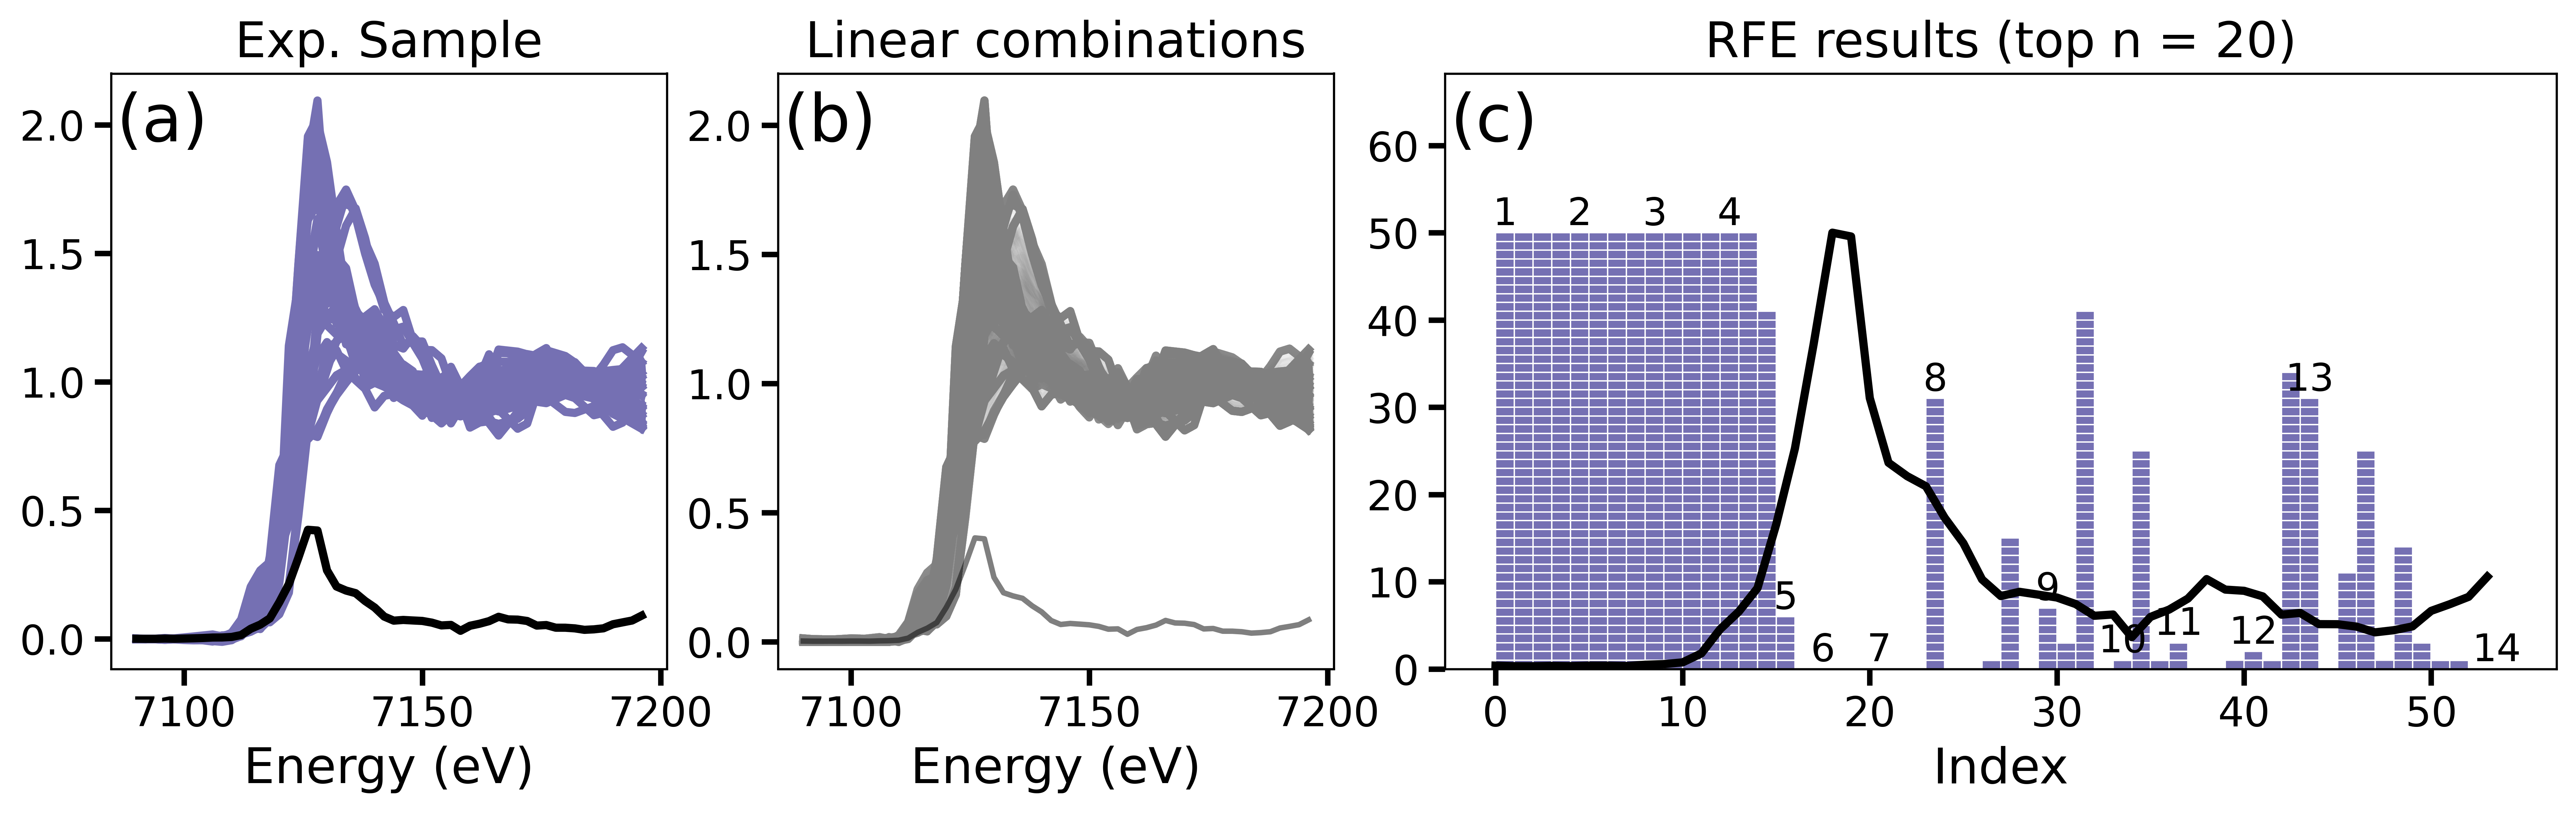 Exp. Sample
(a)
2.0
1.5
1.0
0.5
0.0
7100 7150 7200
Energy (eV)
Linear combinations
(b)
2.0
1.5
1.0
0.5
0.0
7100 7150 7200
Energy (eV)
RFE results (top n = 20)
(c)
60
50
40
30
20
10
0
1 2 3 4
5
6 7
8
9
10
11
12
13
14
0 10 20 30 40 50
Index